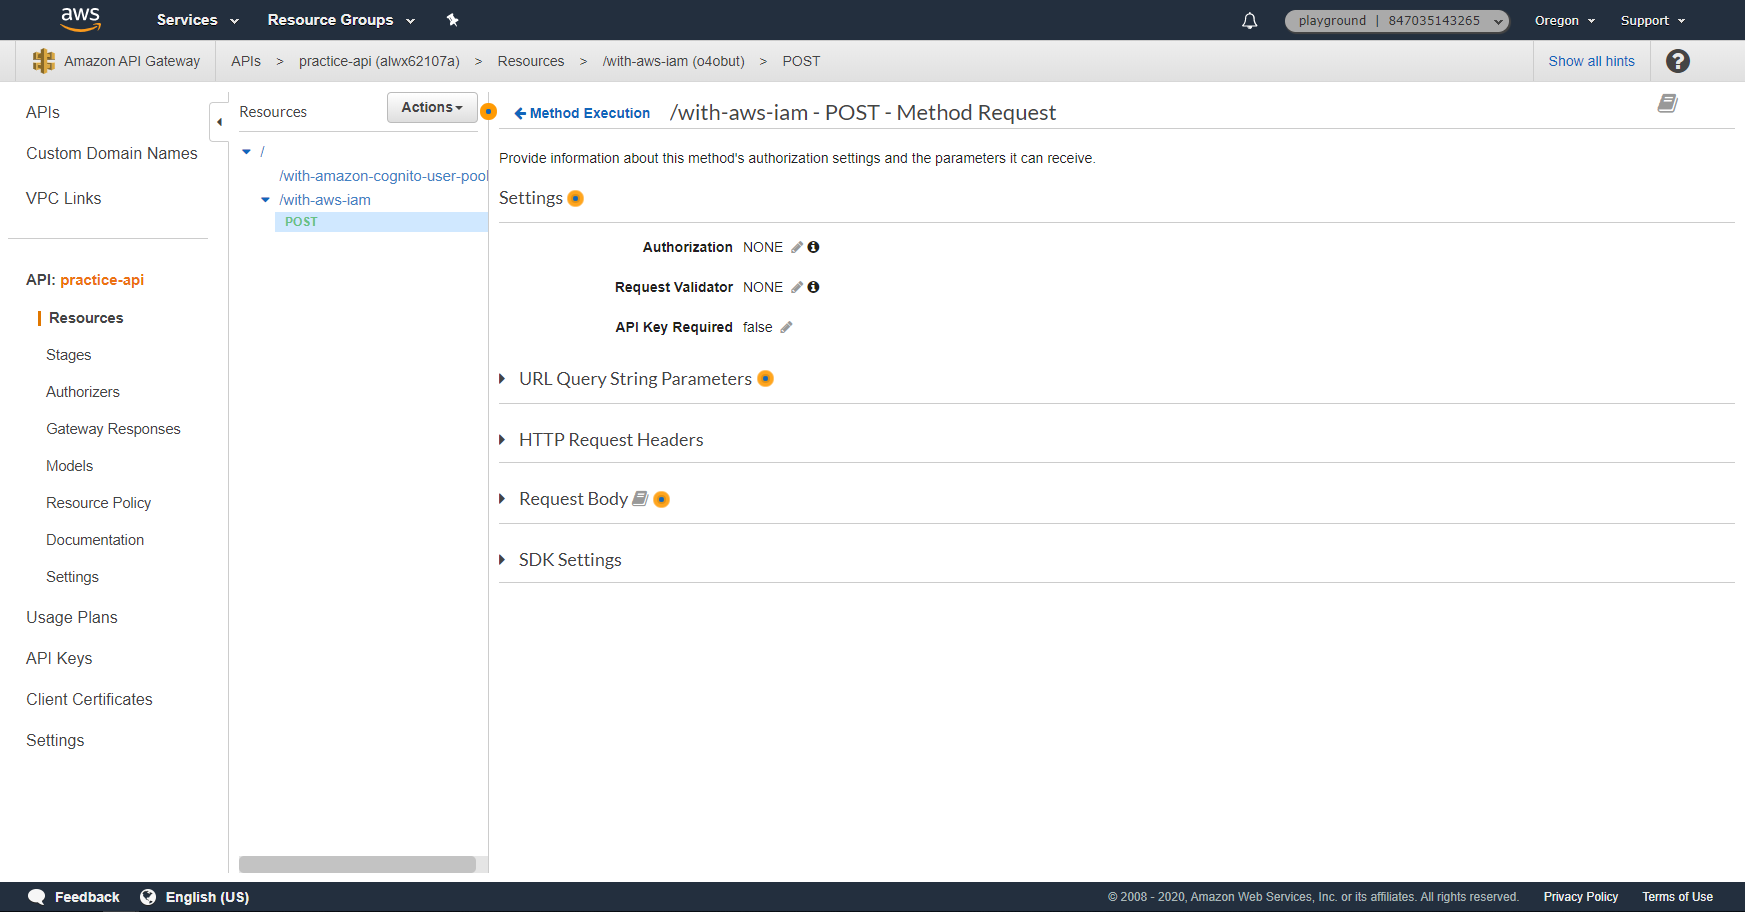 aws Services Resource Groups playground | 847035143265 Oregon Support
Amazon API Gateway APIs > practice-api (alwx62107a) > Resources > /with-aws-iam (o4obut) > POST Show all hints ?
APIs
Custom Domain Names
VPC Links
API: practice-api
Resources
Stages
Authorizers
Gateway Responses
Models
Resource Policy
Documentation
Settings
Usage Plans
API Keys
Client Certificates
Settings
Resources Actions
/
/with-amazon-cognito-user-pool
/with-aws-iam
POST
Method Execution /with-aws-iam - POST - Method Request
Provide information about this method's authorization settings and the parameters it can receive.
Settings
Authorization NONE
Request Validator NONE
API Key Required false
URL Query String Parameters
HTTP Request Headers
Request Body
SDK Settings
Feedback English (US) © 2008 - 2020, Amazon Web Services, Inc. or its affiliates. All rights reserved. Privacy Policy Terms of Use